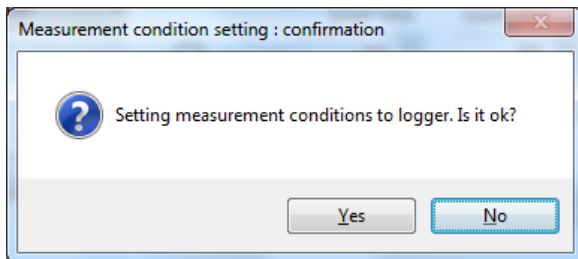 Measurement condition setting : confirmation
Setting measurement conditions to logger. Is it ok?
Yes
No